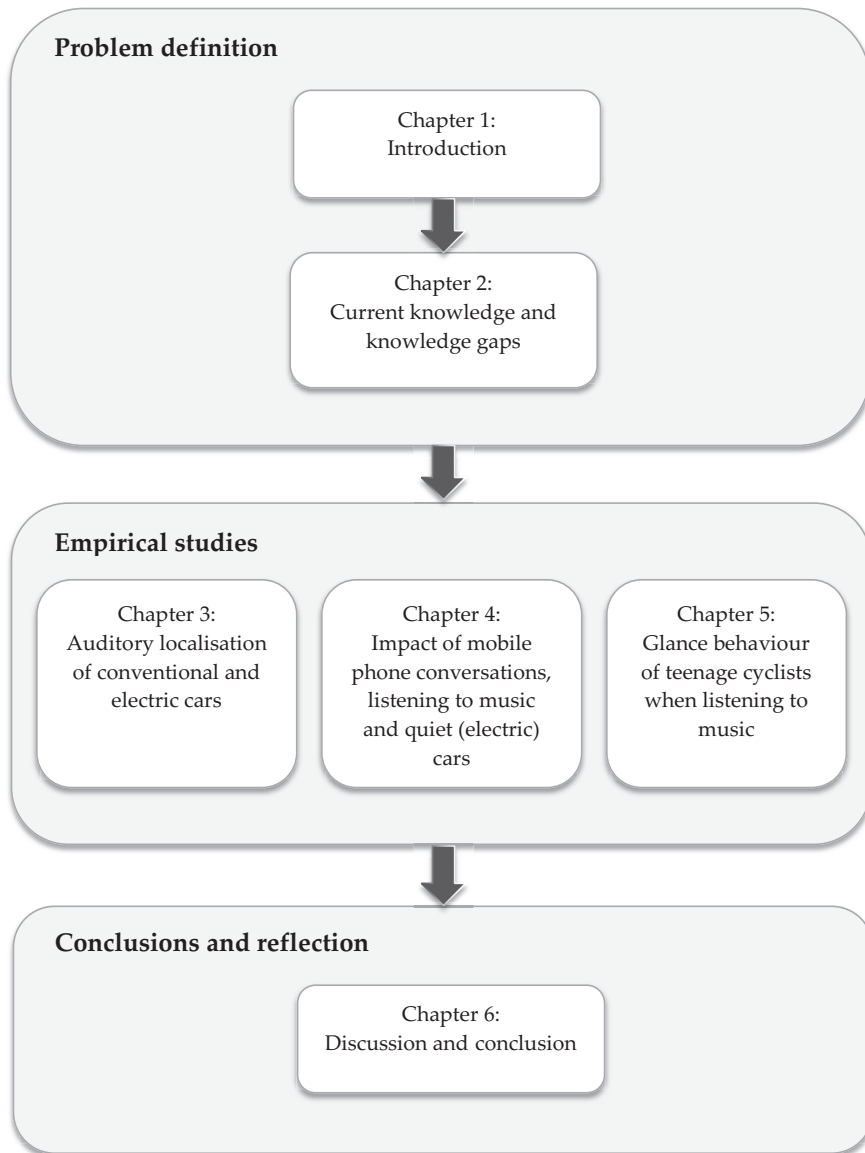 Problem definition
Chapter 1:
Introduction
Chapter 2:
Current knowledge and
knowledge gaps
Empirical studies
Chapter 3:
Auditory localisation
of conventional and
electric cars
Chapter 4:
Impact of mobile
phone conversations,
listening to music
and quiet (electric)
cars
Chapter 5:
Glance behaviour
of teenage cyclists
when listening to
music
Conclusions and reflection
Chapter 6:
Discussion and conclusion